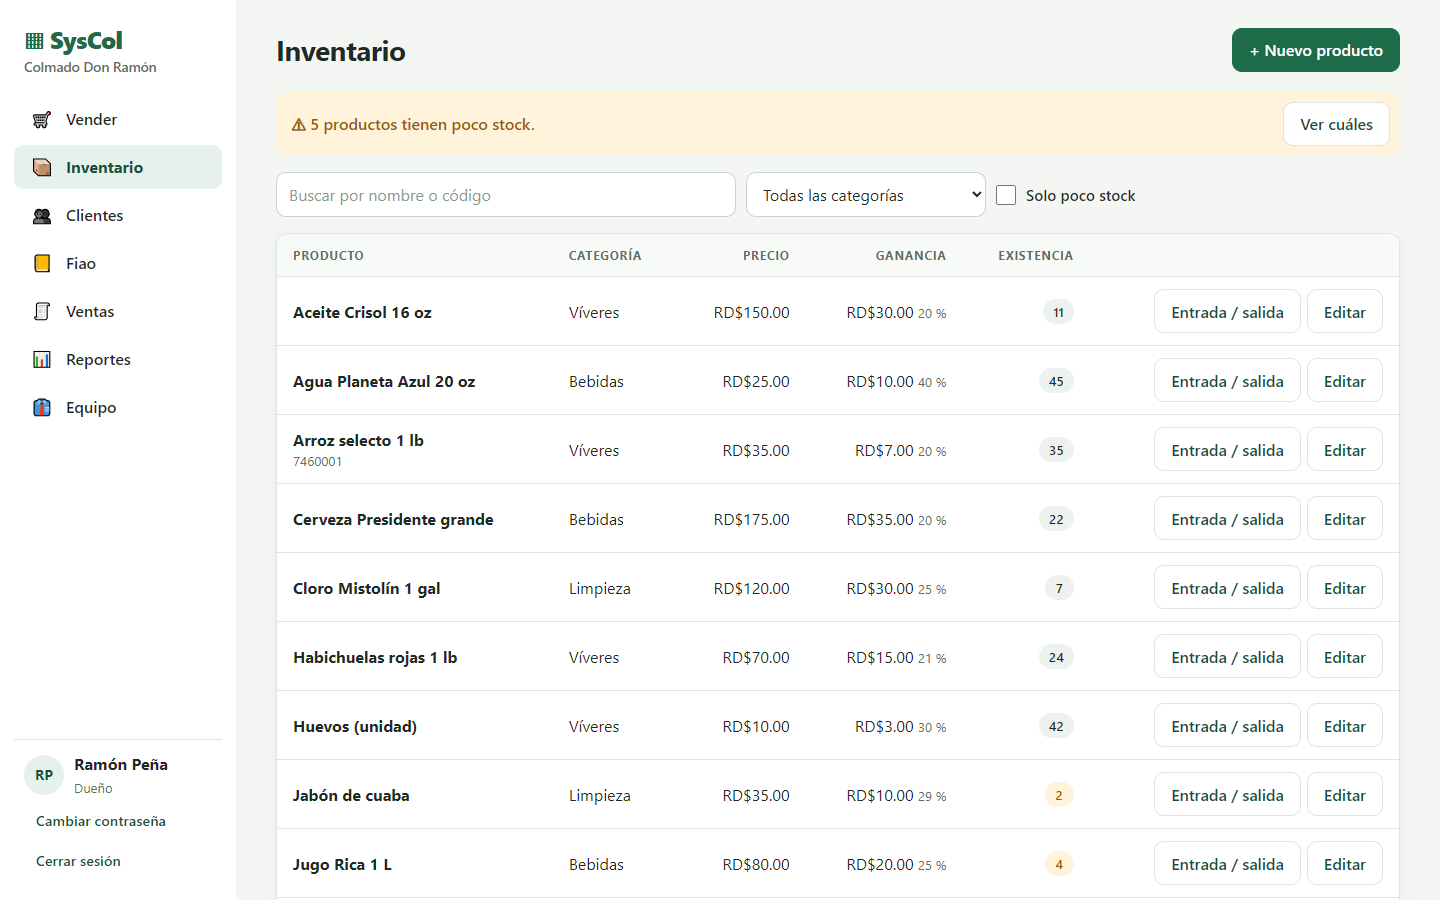 SysCol
Colmado Don Ramón
Vender
Inventario
Clientes
Fiao
Ventas
Reportes
Equipo
Ramón Peña
RP
Dueño
Cambiar contraseña
Cerrar sesión
Inventario
+ Nuevo producto
⚠ 5 productos tienen poco stock.
Ver cuáles
Buscar por nombre o código
Todas las categorías
Solo poco stock
PRODUCTO CATEGORÍA PRECIO GANANCIA EXISTENCIA
Aceite Crisol 16 oz Víveres RD$150.00 RD$30.00 20 % 11 Entrada / salida Editar
Agua Planeta Azul 20 oz Bebidas RD$25.00 RD$10.00 40 % 45 Entrada / salida Editar
Arroz selecto 1 lb Víveres RD$35.00 RD$7.00 20 % 35 Entrada / salida Editar
7460001
Cerveza Presidente grande Bebidas RD$175.00 RD$35.00 20 % 22 Entrada / salida Editar
Cloro Mistolín 1 gal Limpieza RD$120.00 RD$30.00 25 % 7 Entrada / salida Editar
Habichuelas rojas 1 lb Víveres RD$70.00 RD$15.00 21 % 24 Entrada / salida Editar
Huevos (unidad) Víveres RD$10.00 RD$3.00 30 % 42 Entrada / salida Editar
Jabón de cuaba Limpieza RD$35.00 RD$10.00 29 % 2 Entrada / salida Editar
Jugo Rica 1 L Bebidas RD$80.00 RD$20.00 25 % 4 Entrada / salida Editar